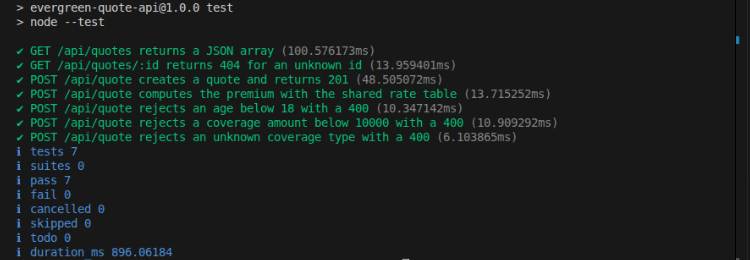 > evergreen-quote-api@1.0.0 test
> node --test
✔ GET /api/quotes returns a JSON array (100.576173ms)
✔ GET /api/quotes/:id returns 404 for an unknown id (13.959401ms)
✔ POST /api/quote creates a quote and returns 201 (48.505072ms)
✔ POST /api/quote computes the premium with the shared rate table (13.715252ms)
✔ POST /api/quote rejects an age below 18 with a 400 (10.347142ms)
✔ POST /api/quote rejects a coverage amount below 10000 with a 400 (10.909292ms)
✔ POST /api/quote rejects an unknown coverage type with a 400 (6.103865ms)
ℹ tests 7
ℹ suites 0
ℹ pass 7
ℹ fail 0
ℹ cancelled 0
ℹ skipped 0
ℹ todo 0
ℹ duration_ms 896.06184